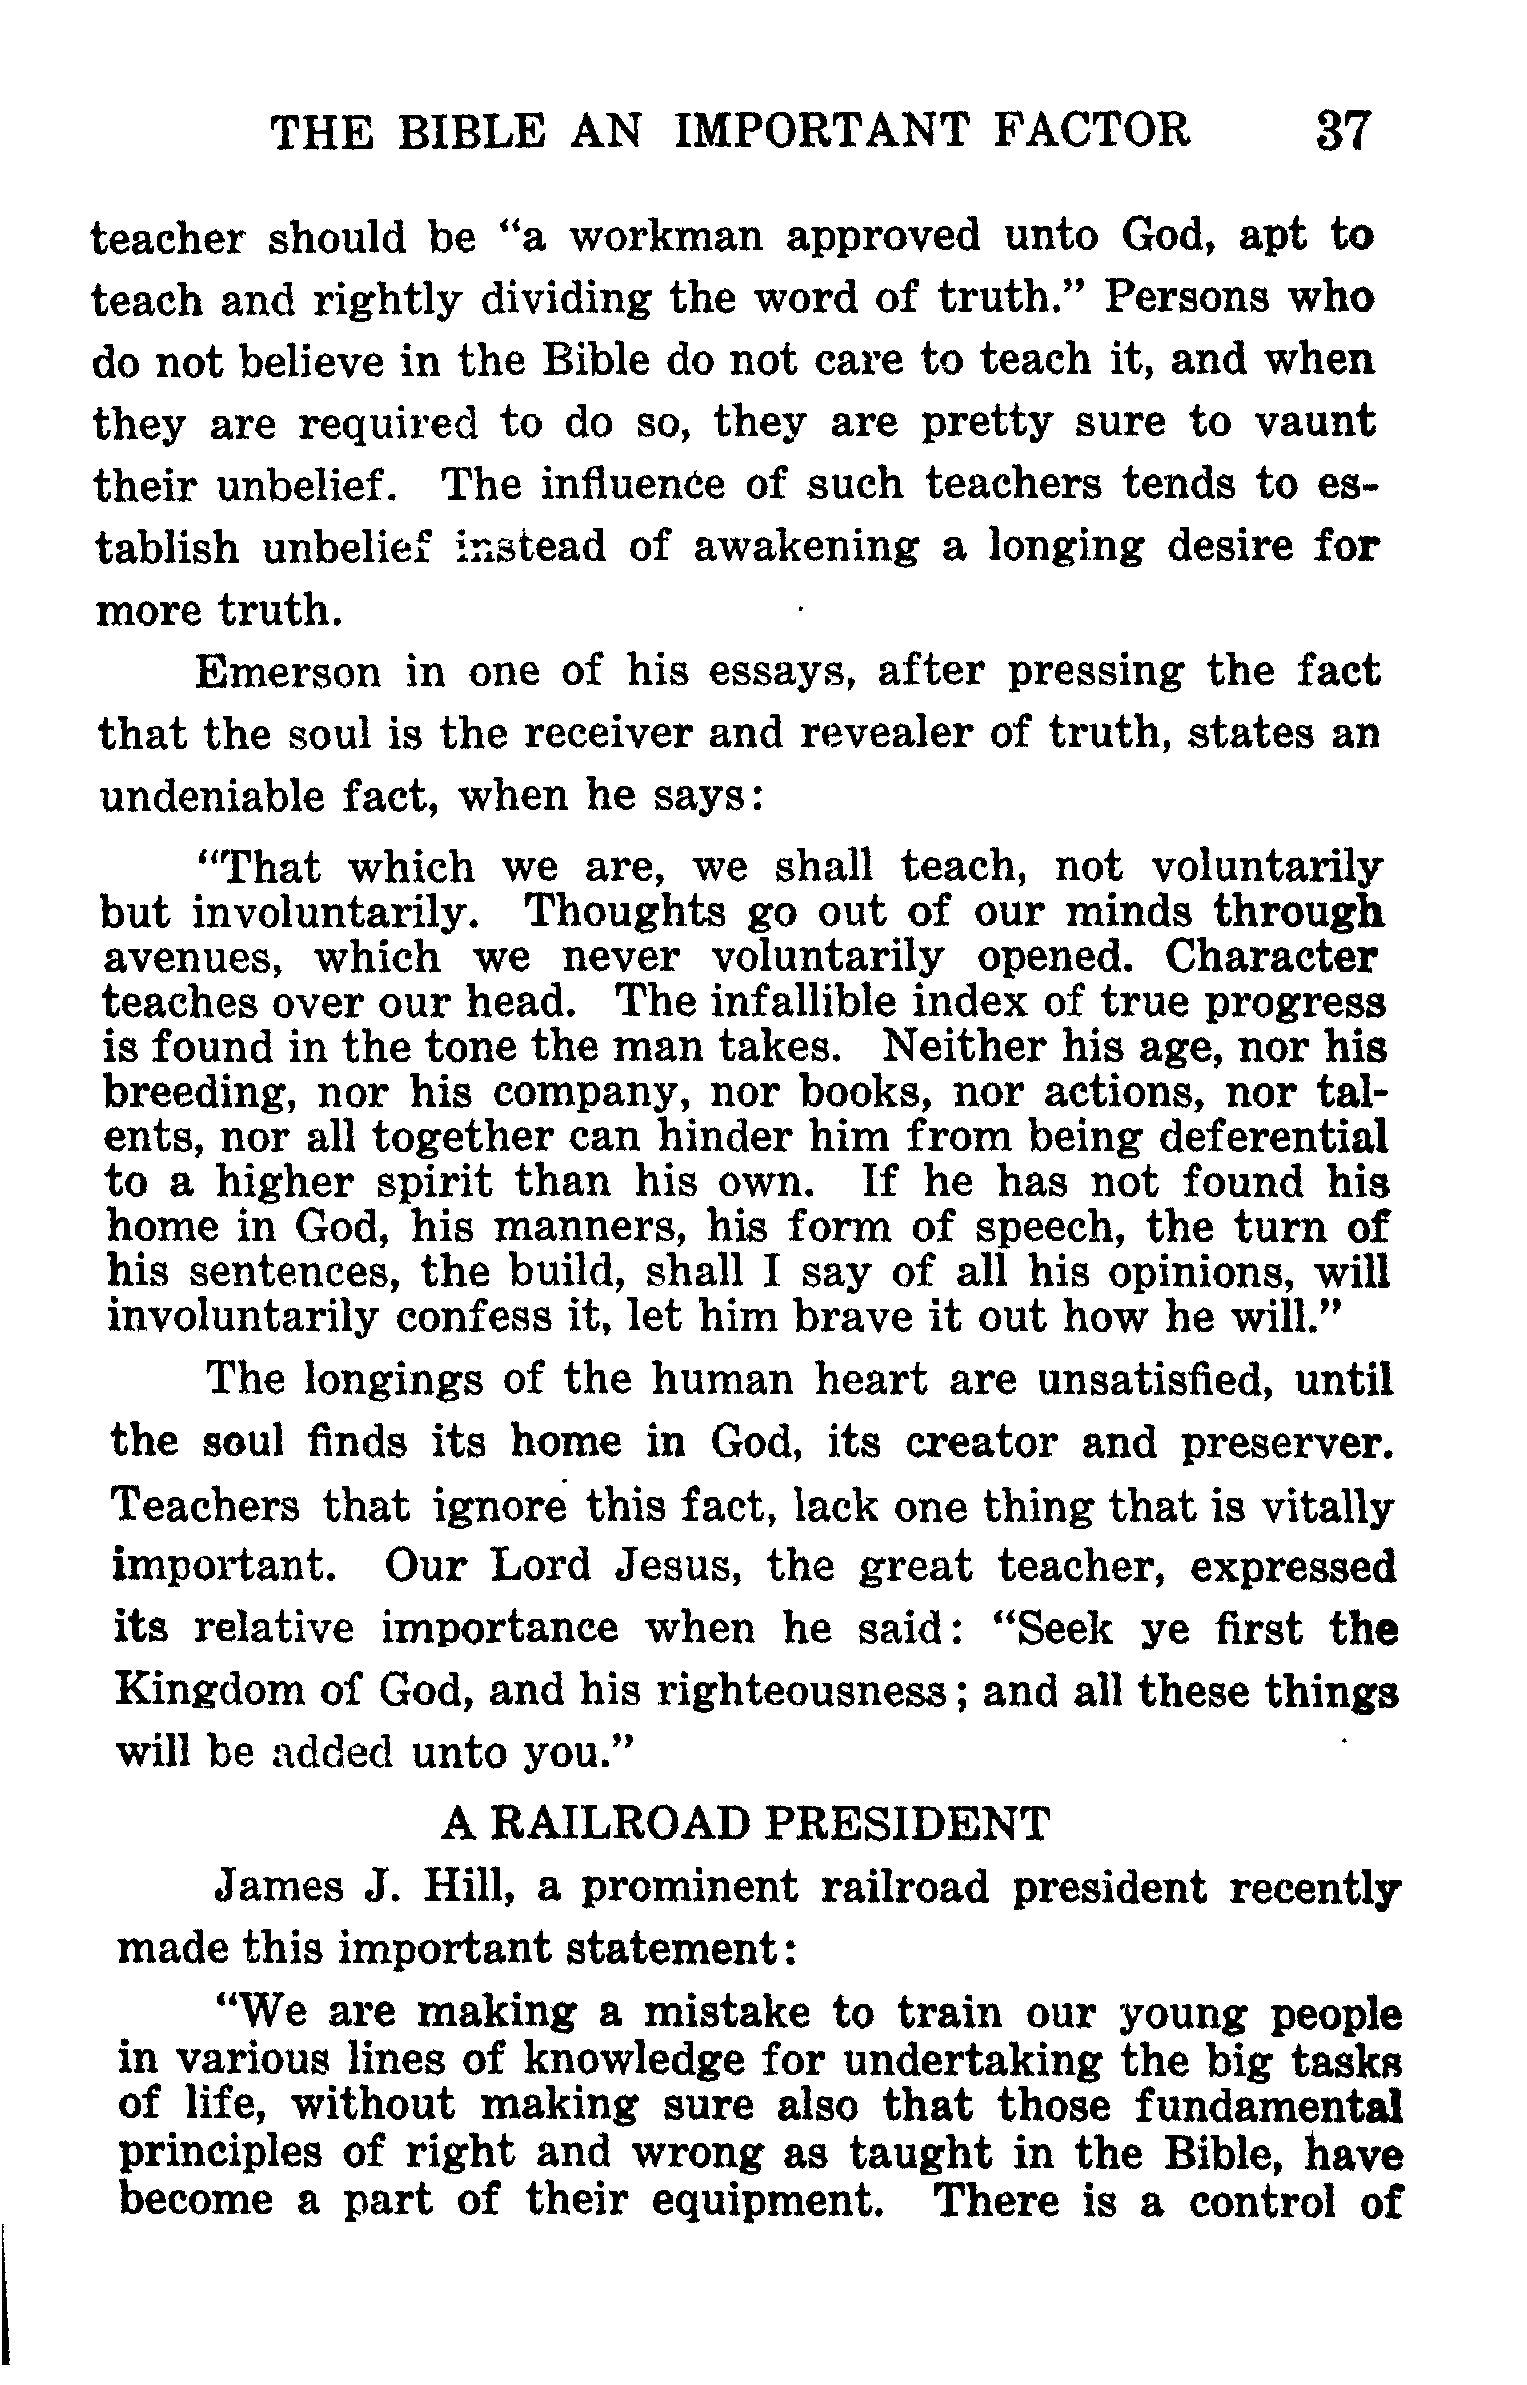 THE BIBLE AN IMPORTANT FACTOR 37
teacher should be "a workman approved unto God, apt to
teach and rightly dividing the word of truth." Persons who
do not believe in the Bible do not care to teach it, and when
they are required to do so, they are pretty sure to vaunt
their unbelief. The influence of such teachers tends to es-
tablish unbelief instead of awakening a longing desire for
more truth.
Emerson in one of his essays, after pressing the fact
that the soul is the receiver and revealer of truth, states an
undeniable fact, when he says:
"That which we are, we shall teach, not voluntarily
but involuntarily. Thoughts go out of our minds through
avenues, which we never voluntarily opened. Character
teaches over our head. The infallible index of true progress
is found in the tone the man takes. Neither his age, nor his
breeding, nor his company, nor books, nor actions, nor tal-
ents, nor all together can hinder him from being deferential
to a higher spirit than his own. If he has not found his
home in God, his manners, his form of speech, the turn of
his sentences, the build, shall I say of all his opinions, will
involuntarily confess it, let him brave it out how he will."
The longings of the human heart are unsatisfied, until
the soul finds its home in God, its creator and preserver.
Teachers that ignore this fact, lack one thing that is vitally
important. Our Lord Jesus, the great teacher, expressed
its relative importance when he said: "Seek ye first the
Kingdom of God, and his righteousness; and all these things
will be added unto you."
A RAILROAD PRESIDENT
James J. Hill, a prominent railroad president recently
made this important statement:
"We are making a mistake to train our young people
in various lines of knowledge for undertaking the big tasks
of life, without making sure also that those fundamental
principles of right and wrong as taught in the Bible, have
become a part of their equipment. There is a control of